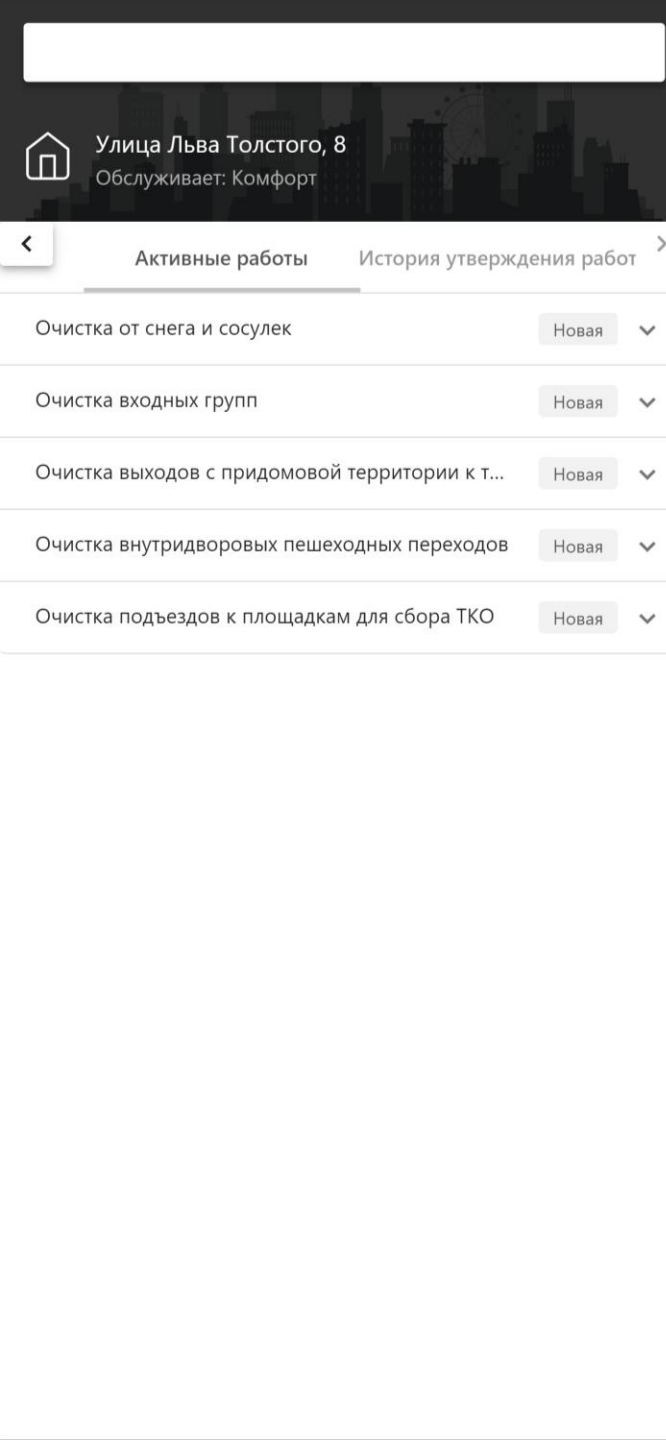 Улица Льва Толстого, 8
Обслуживает: Комфорт
Активные работы
История утверждения работ
Очистка от снега и сосулек Новая
Очистка входных групп Новая
Очистка выходов с придомовой территории к т... Новая
Очистка внутридворовых пешеходных переходов Новая
Очистка подъездов к площадкам для сбора ТКО Новая